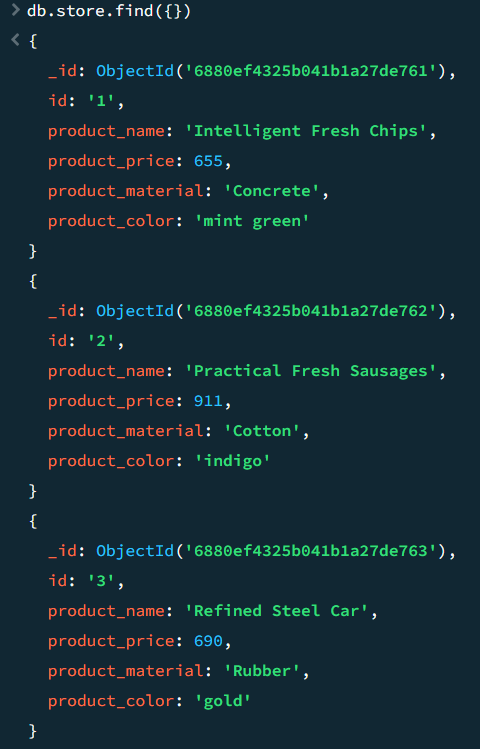 > db.store.find({})
< {
_id: ObjectId('6880ef4325b041b1a27de761'),
id: '1',
product_name: 'Intelligent Fresh Chips',
product_price: 655,
product_material: 'Concrete',
product_color: 'mint green'
}
{
_id: ObjectId('6880ef4325b041b1a27de762'),
id: '2',
product_name: 'Practical Fresh Sausages',
product_price: 911,
product_material: 'Cotton',
product_color: 'indigo'
}
{
_id: ObjectId('6880ef4325b041b1a27de763'),
id: '3',
product_name: 'Refined Steel Car',
product_price: 690,
product_material: 'Rubber',
product_color: 'gold'
}